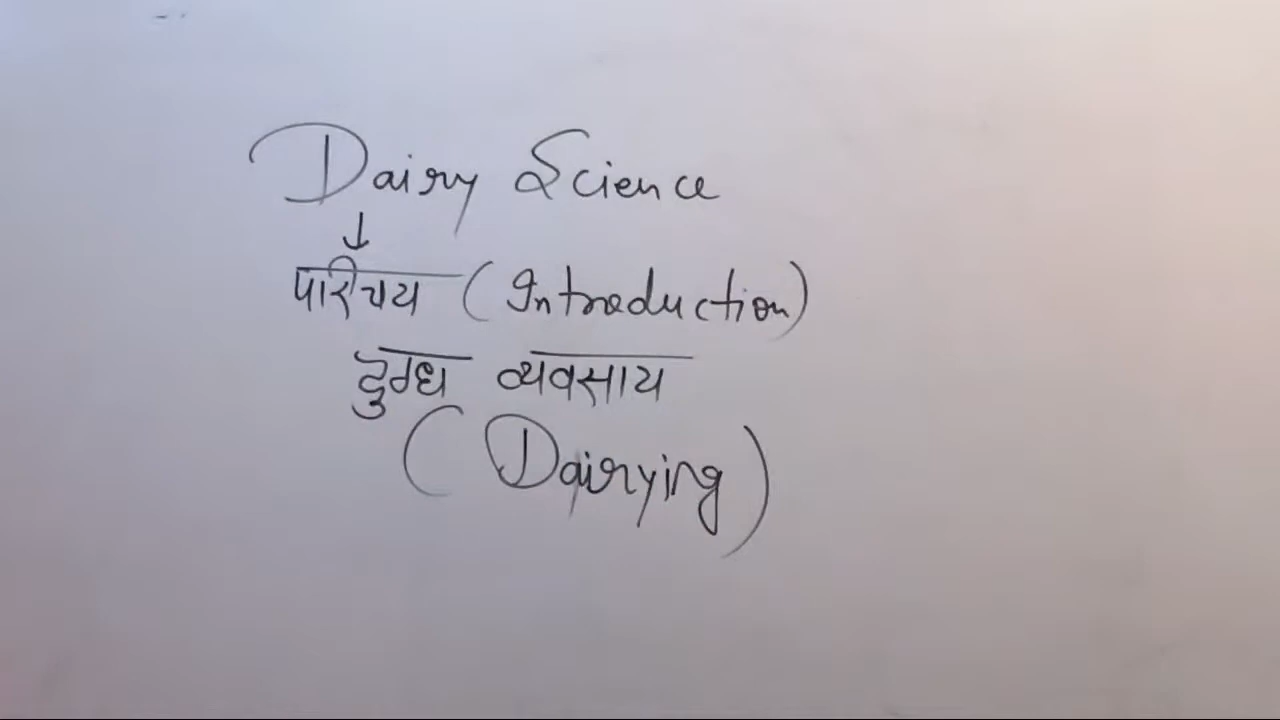 Dairy Science
↓
परिचय (Introduction)
दुग्ध व्यवसाय
(Dairying)